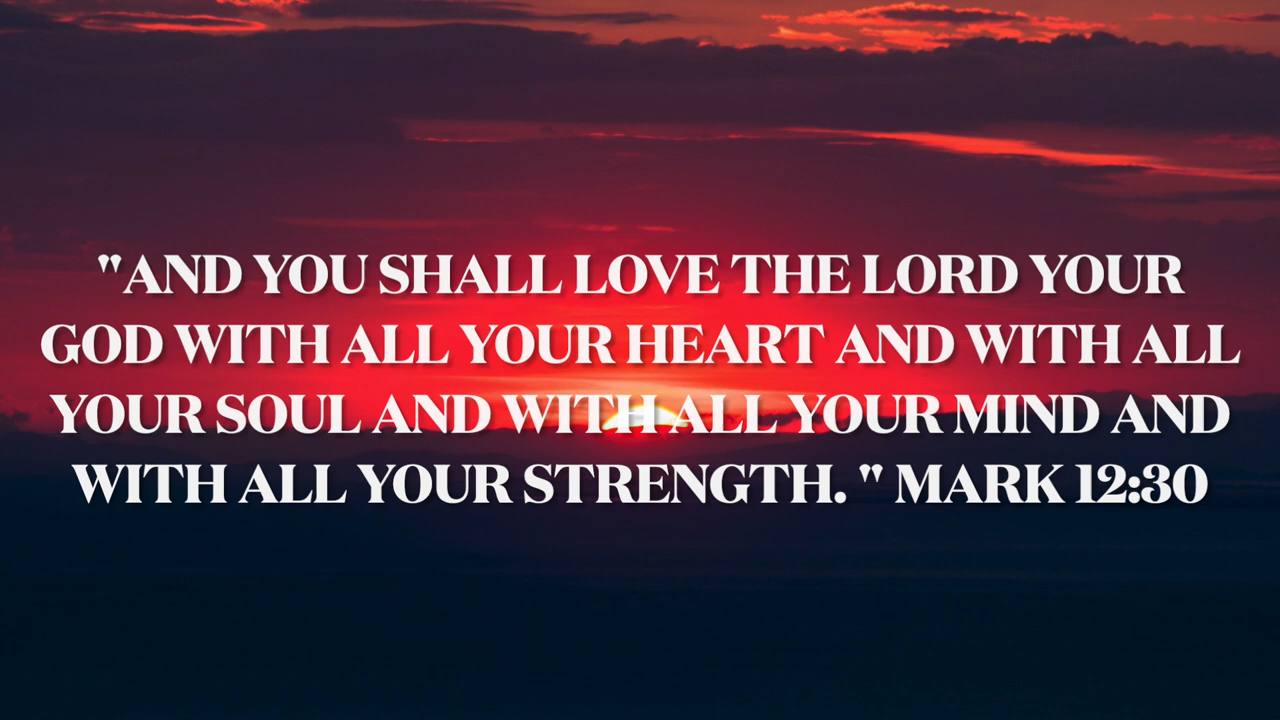 "AND YOU SHALL LOVE THE LORD YOUR
GOD WITH ALL YOUR HEART AND WITH ALL
YOUR SOUL AND WITH ALL YOUR MIND AND
WITH ALL YOUR STRENGTH. " MARK 12:30